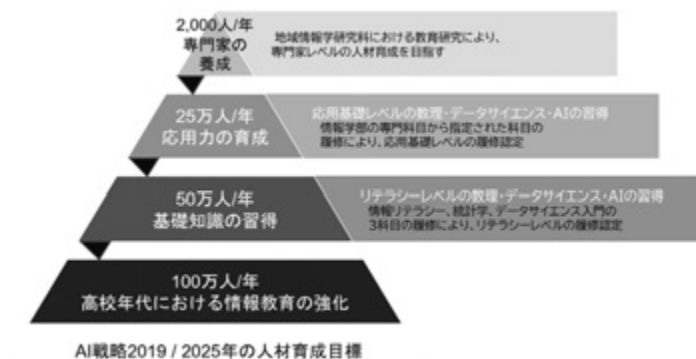 2,000人/年
専門家の
養成
地域情報学研究科における教育研究により、
専門家レベルの人材育成を目指す
25万人/年
応用力の育成
応用基礎レベルの数理・データサイエンス・AIの習得
情報学部の専門科目から指定された科目の
履修により、応用基礎レベルの履修認定
50万人/年
基礎知識の習得
リテラシーレベルの数理・データサイエンス・AIの習得
情報リテラシー、統計学、データサイエンス入門の
3科目の履修により、リテラシーレベルの履修認定
100万人/年
高校年代における情報教育の強化
AI戦略2019 / 2025年の人材育成目標